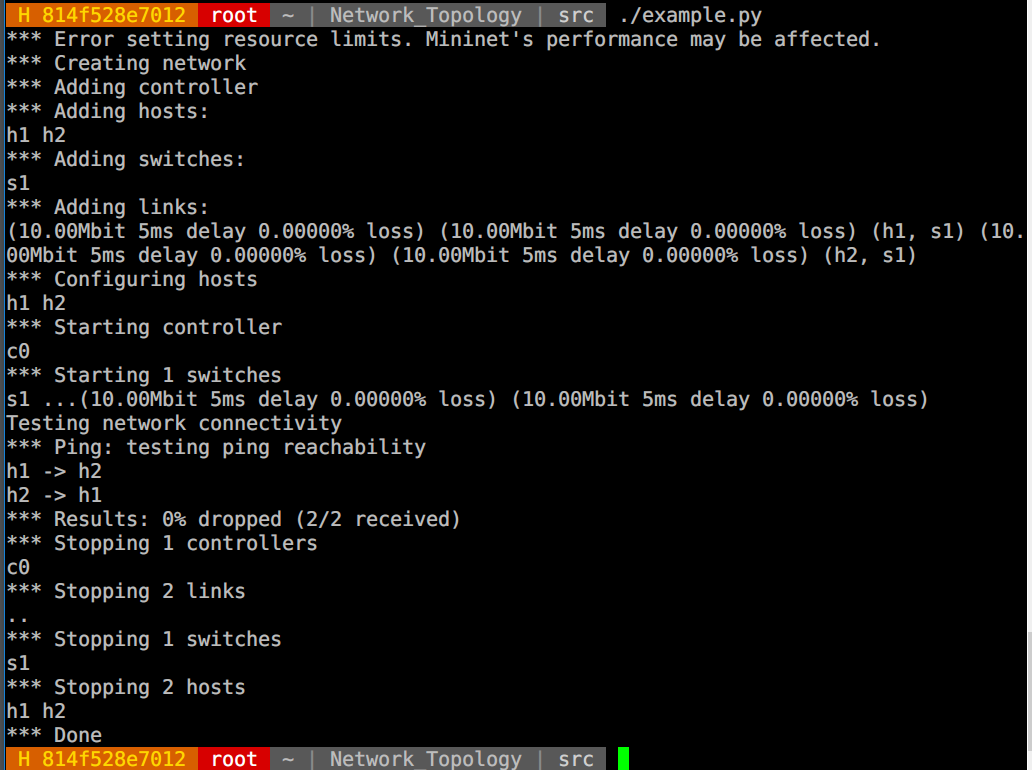 H 814f528e7012 root ~ | Network_Topology | src ./example.py
*** Error setting resource limits. Mininet's performance may be affected.
*** Creating network
*** Adding controller
*** Adding hosts:
h1 h2
*** Adding switches:
s1
*** Adding links:
(10.00Mbit 5ms delay 0.00000% loss) (10.00Mbit 5ms delay 0.00000% loss) (h1, s1) (10.
00Mbit 5ms delay 0.00000% loss) (10.00Mbit 5ms delay 0.00000% loss) (h2, s1)
*** Configuring hosts
h1 h2
*** Starting controller
c0
*** Starting 1 switches
s1 ...(10.00Mbit 5ms delay 0.00000% loss) (10.00Mbit 5ms delay 0.00000% loss)
Testing network connectivity
*** Ping: testing ping reachability
h1 -> h2
h2 -> h1
*** Results: 0% dropped (2/2 received)
*** Stopping 1 controllers
c0
*** Stopping 2 links
..
*** Stopping 1 switches
s1
*** Stopping 2 hosts
h1 h2
*** Done
H 814f528e7012 root ~ | Network_Topology | src